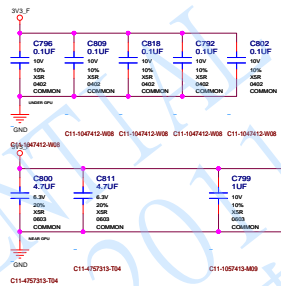 3V3_F
C796 C809 C818 C792 C802
0.1UF 0.1UF 0.1UF 0.1UF 0.1UF
10V 10V 10V 10V 10V
10% 10% 10% 10% 10%
X5R X5R X5R X5R X5R
0402 0402 0402 0402 0402
COMMON COMMON COMMON COMMON COMMON
UNDER GPU
GND
C11-1047412-W08 C11-1047412-W08 C11-1047412-W08 C11-1047412-W08
C11-1047412-W08
C800 C811 C799
4.7UF 4.7UF 1UF
6.3V 6.3V 10V
20% 20% 10%
X5R X5R X5R
0603 0603 0603
COMMON COMMON COMMON
NEAR GPU
GND
C11-4757313-T04 C11-1057413-M09
C11-4757313-T04